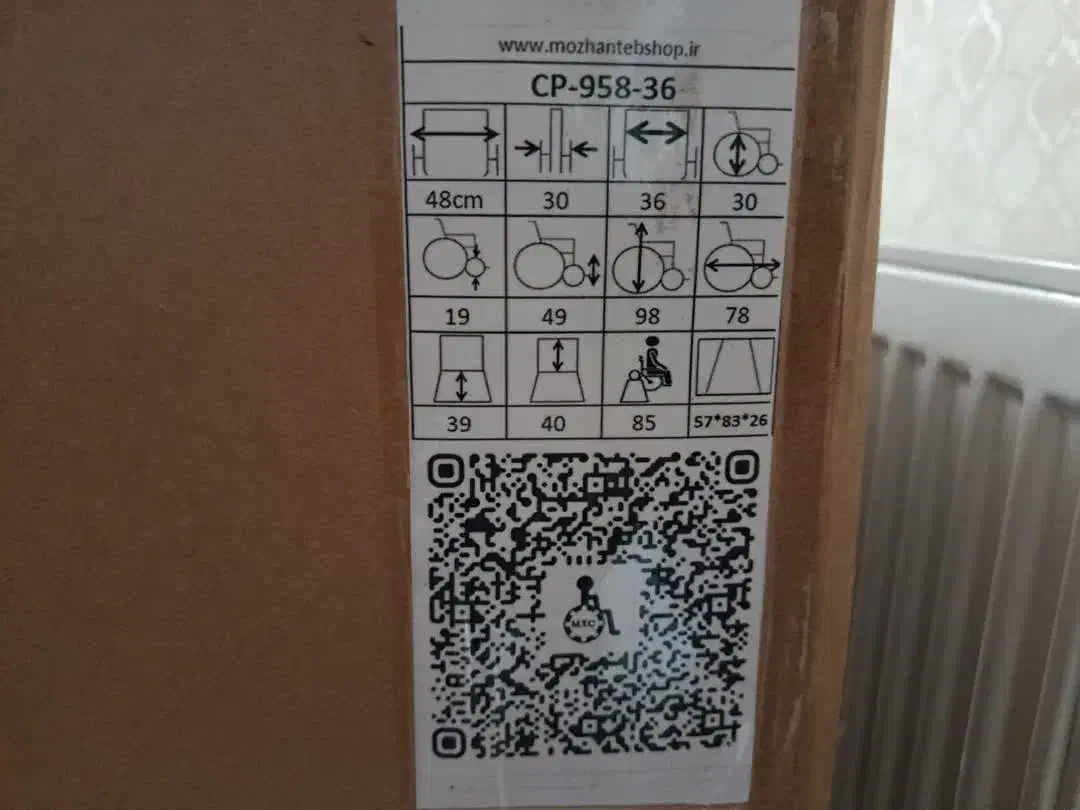 www.mozhantebshop.ir
CP-958-36
48cm 30 36 30
19 49 98 78
39 40 85 57*83*26
M.T.C